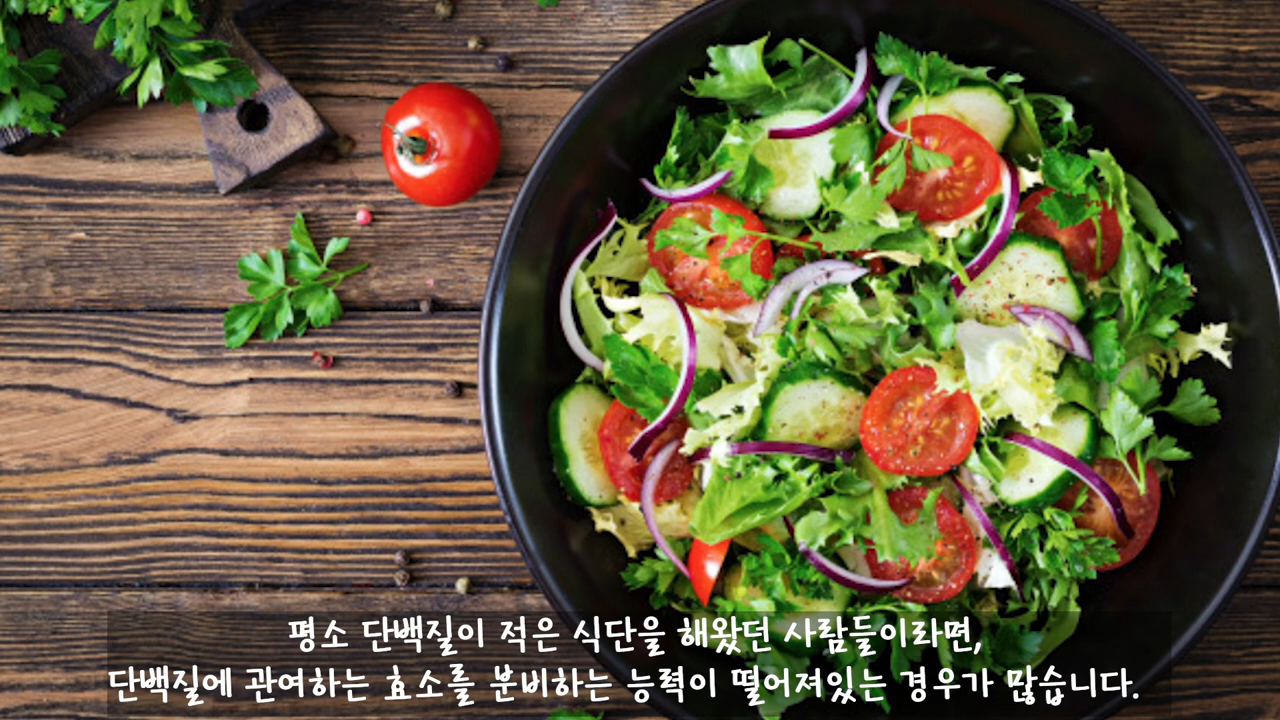 평소 단백질이 적은 식단을 해왔던 사람들이라면,
단백질에 관여하는 효소를 분비하는 능력이 떨어져있는 경우가 많습니다.